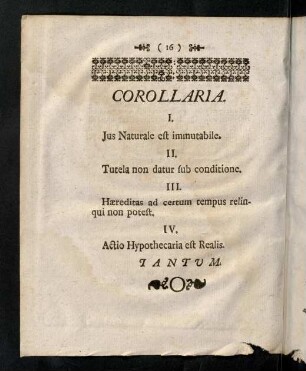 ( 16 )
COROLLARIA.
I.
Jus Naturale est immutabile.
II.
Tutela non datur sub conditione.
III.
Hæreditas ad certum tempus relin-
qui non potest.
IV.
Actio Hypothecaria est Realis.
TANTUM.